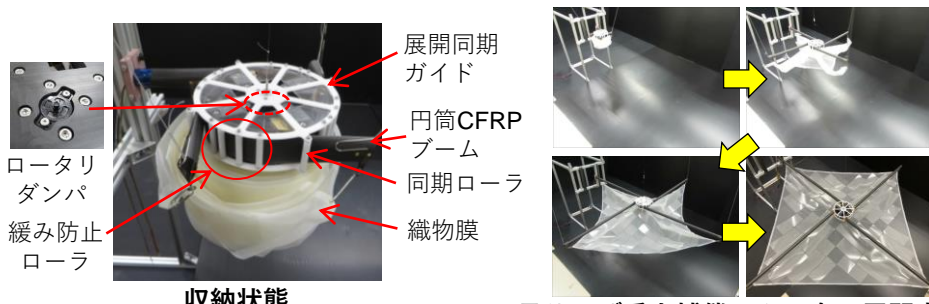 展開同期
ガイド
円筒CFRP
ブーム
同期ローラ
織物膜
ロータリ
ダンパ
緩み防止
ローラ
収納状態